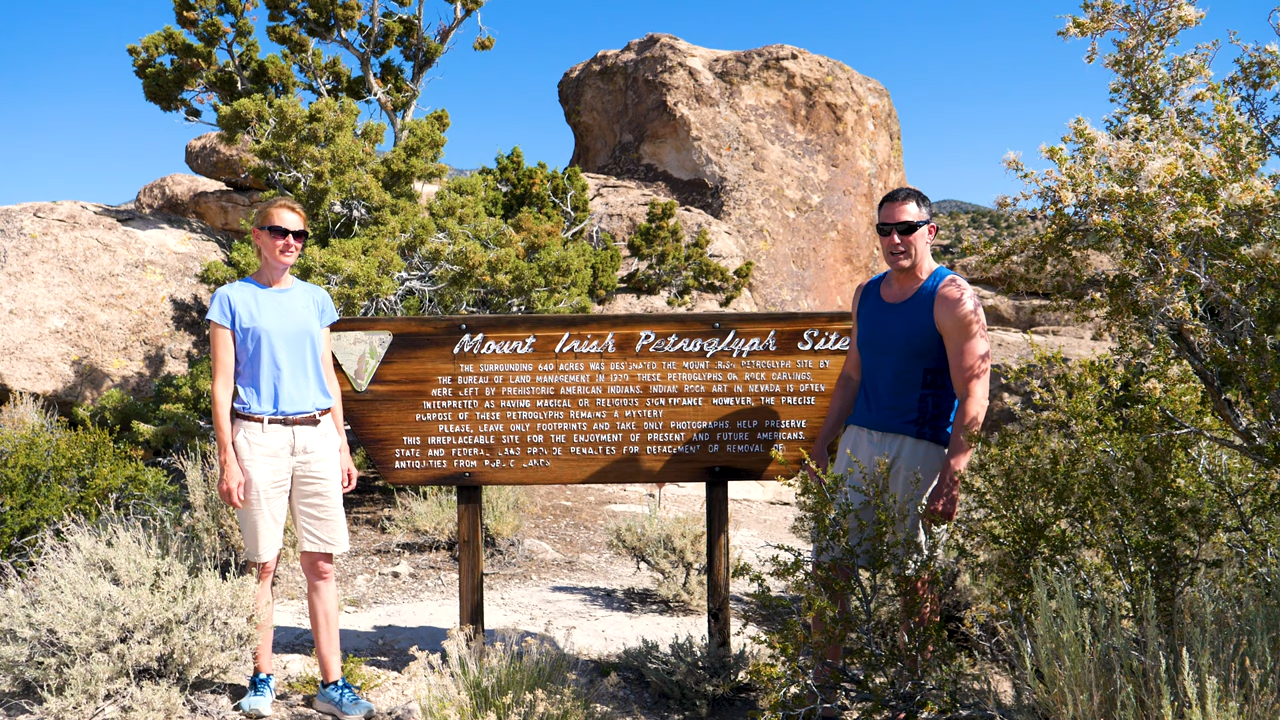 Mount Irish Petroglyph Site
THE SURROUNDING 640 ACRES WAS DESIGNATED THE MOUNT IRISH PETROGLYPH SITE BY
THE BUREAU OF LAND MANAGEMENT IN THESE PETROGLYPHS OR ROCK CARVINGS,
WERE LEFT BY PREHISTORIC AMERICAN INDIANS. INDIAN ROCK ART IN NEVADA IS OFTEN
INTERPRETED AS HAVING MAGICAL OR RELIGIOUS SIGNIFICANCE. HOWEVER, THE PRECISE
PURPOSE OF THESE PETROGLYPHS REMAINS A MYSTERY
PLEASE, LEAVE ONLY FOOTPRINTS AND TAKE ONLY PHOTOGRAPHS. HELP PRESERVE
THIS IRREPLACEABLE SITE FOR THE ENJOYMENT OF PRESENT AND FUTURE AMERICANS.
STATE AND FEDERAL LAWS PROVIDE PENALTIES FOR DEFACEMENT OR REMOVAL OF
ANTIQUITIES FROM PUBLIC LANDS